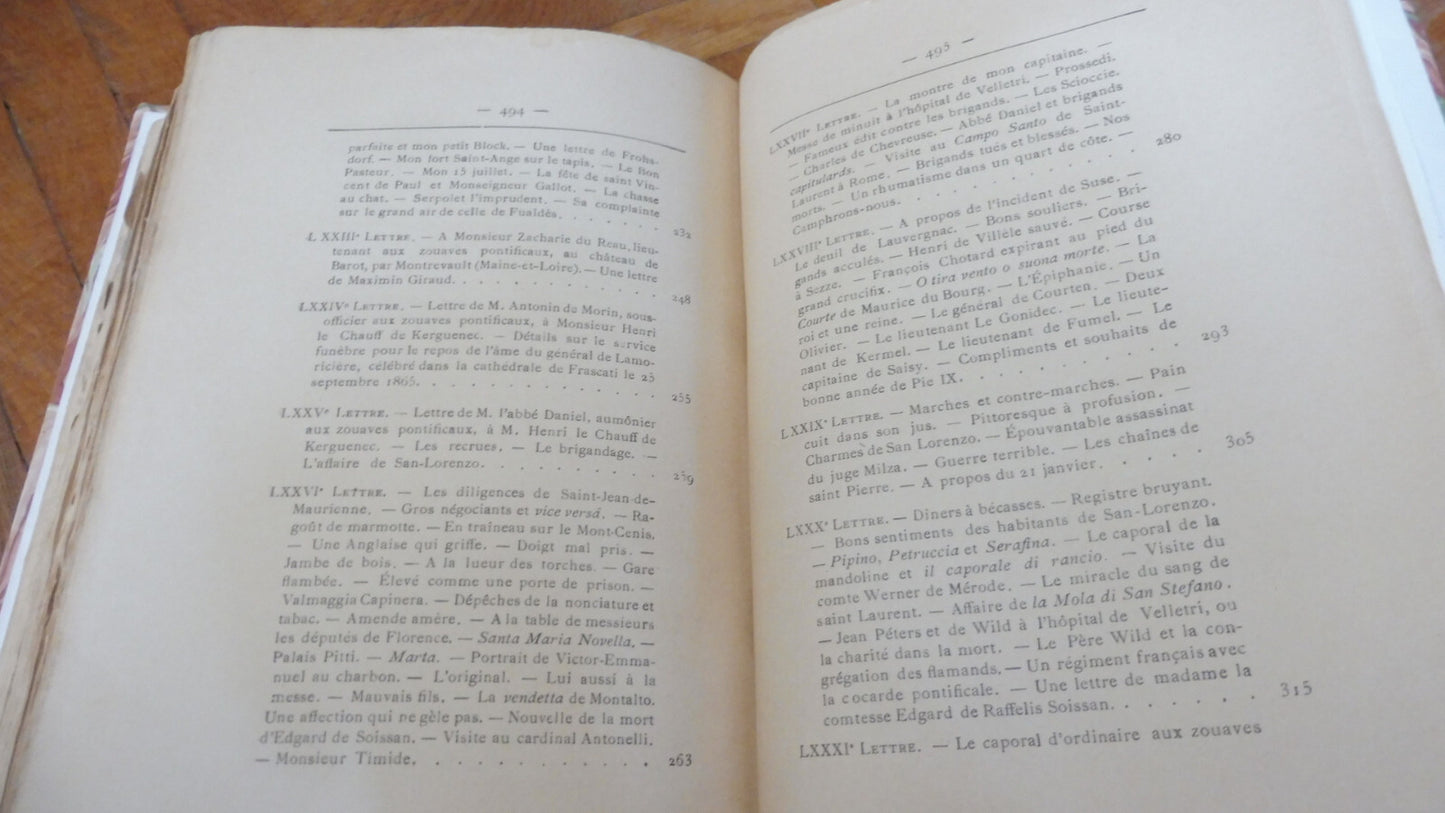 — 494 —
parfaite et mon petit Block. — Une lettre de Frohs-
dorf. — Mon fort Saint-Ange sur le tapis. — Le Bon
Pasteur. — Mon 15 juillet. — La fête de saint Vin-
cent de Paul et Monseigneur Gallot. — La chasse
au chat. — Serpolet l'imprudent. — Sa complainte
sur le grand air de celle de Fualdès. . . . . . 232
LXXIIIe LETTRE. — A Monsieur Zacharie du Reau, lieu-
tenant aux zouaves pontificaux, au château de
Barot, par Montrevault (Maine-et-Loire). — Une lettre
de Maximin Giraud. . . . . . . . . . . . 248
LXXIVe LETTRE. — Lettre de M. Antonin du Morin, sous-
officier aux zouaves pontificaux, à Monsieur Henri
le Chauff de Kerguenec. — Détails sur le service
funèbre pour le repos de l'âme du général de Lamo-
ricière, célébré dans la cathédrale de Frascati le 25
septembre 1865. . . . . . . . . . . . . 255
LXXVe LETTRE. — Lettre de M. l'abbé Daniel, aumônier
aux zouaves pontificaux, à M. Henri le Chauff de
Kerguenec. — Les recrues. — Le brigandage. —
L'affaire de San-Lorenzo. . . . . . . . . . 259
LXXVIe LETTRE. — Les diligences de Saint-Jean-de-
Maurienne. — Gros négociants et vice versâ. — Ra-
goût de marmotte. — En traîneau sur le Mont-Cenis.
— Une Anglaise qui griffe. — Doigt mal pris. —
Jambe de bois. — A la lueur des torches. — Gare
flambée. — Élevé comme une porte de prison. —
Valmaggia Capinera. — Dépêches de la nonciature et
tabac. — Amende amère. — A la table de messieurs
les députés de Florence. — Santa Maria Novella. —
Palais Pitti. — Marta. — Portrait de Victor-Emma-
nuel au charbon. — L'original. — Lui aussi à la
messe. — Mauvais fils. — La vendetta de Montalto.
Une affection qui ne gèle pas. — Nouvelle de la mort
d'Edgard de Soissan. — Visite au cardinal Antonelli.
— Monsieur Timide. . . . . . . . . . . . 263
— 495 —
LXXVIIe LETTRE. — La montre de mon capitaine. —
Messe de minuit à l'hôpital de Velletri. — Prossedi.
— Fameux édit contre les brigands. — Les Scioccie.
— Charles de Chevreuse. — Abbé Daniel et brigands
capitulards. — Visite au Campo Santo de Saint-
Laurent à Rome. — Brigands tués et blessés. — Nos
morts. — Un rhumatisme dans un quart de côte. —
Camphrons-nous. . . . . . . . . . . . . 280
LXXVIIIe LETTRE. — A propos de l'incident de Suse. —
Le deuil de Lauvergnac. — Bons souliers. — Bri-
gands acculés. — Henri de Villèle sauvé. — Course
à Sezze. — François Chotard expirant au pied du
grand crucifix. — O tira vento o suona morte. — La
Courte de Maurice du Bourg. — L'Épiphanie. — Un
roi et une reine. — Le général de Courten. — Deux
Olivier. — Le lieutenant Le Gonidec. — Le lieute-
nant de Kermel. — Le lieutenant de Fumel. — Le
capitaine de Saisy. — Compliments et souhaits de
bonne année de Pie IX. . . . . . . . . . . 293
LXXIXe LETTRE. — Marches et contre-marches. — Pain
cuit dans son jus. — Pittoresque à profusion. —
Charmes de San Lorenzo. — Épouvantable assassinat
du juge Milza. — Guerre terrible. — Les chaînes de
saint Pierre. — A propos du 21 janvier. . . . . . 305
LXXXe LETTRE. — Dîners à bécasses. — Registre bruyant.
— Bons sentiments des habitants de San-Lorenzo.
— Pipino, Petruccia et Serafina. — Le caporal de la
mandoline et il caporale di rancio. — Visite du
comte Werner de Mérode. — Le miracle du sang de
saint Laurent. — Affaire de la Mola di San Stefano.
— Jean Péters et de Wild à l'hôpital de Velletri, ou
la charité dans la mort. — Le Père Wild et la con-
grégation des flamands. — Un régiment français avec
la cocarde pontificale. — Une lettre de madame la
comtesse Edgard de Raffelis Soissan. . . . . . . 315
LXXXIe LETTRE. — Le caporal d'ordinaire aux zouaves